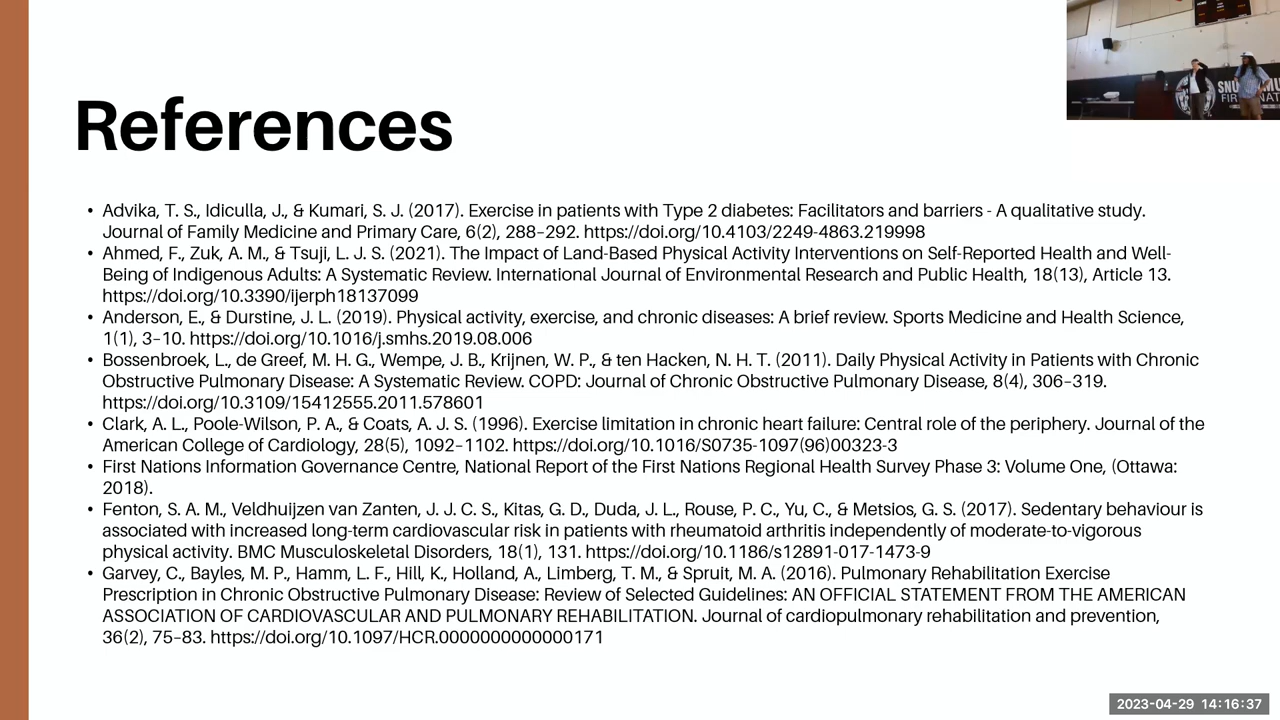 References
• Advika, T. S., Idiculla, J., & Kumari, S. J. (2017). Exercise in patients with Type 2 diabetes: Facilitators and barriers - A qualitative study.
Journal of Family Medicine and Primary Care, 6(2), 288–292. https://doi.org/10.4103/2249-4863.219998
• Ahmed, F., Zuk, A. M., & Tsuji, L. J. S. (2021). The Impact of Land-Based Physical Activity Interventions on Self-Reported Health and Well-
Being of Indigenous Adults: A Systematic Review. International Journal of Environmental Research and Public Health, 18(13), Article 13.
https://doi.org/10.3390/ijerph18137099
• Anderson, E., & Durstine, J. L. (2019). Physical activity, exercise, and chronic diseases: A brief review. Sports Medicine and Health Science,
1(1), 3–10. https://doi.org/10.1016/j.smhs.2019.08.006
• Bossenbroek, L., de Greef, M. H. G., Wempe, J. B., Krijnen, W. P., & ten Hacken, N. H. T. (2011). Daily Physical Activity in Patients with Chronic
Obstructive Pulmonary Disease: A Systematic Review. COPD: Journal of Chronic Obstructive Pulmonary Disease, 8(4), 306–319.
https://doi.org/10.3109/15412555.2011.578601
• Clark, A. L., Poole-Wilson, P. A., & Coats, A. J. S. (1996). Exercise limitation in chronic heart failure: Central role of the periphery. Journal of the
American College of Cardiology, 28(5), 1092–1102. https://doi.org/10.1016/S0735-1097(96)00323-3
• First Nations Information Governance Centre, National Report of the First Nations Regional Health Survey Phase 3: Volume One, (Ottawa:
2018).
• Fenton, S. A. M., Veldhuijzen van Zanten, J. J. C. S., Kitas, G. D., Duda, J. L., Rouse, P. C., Yu, C., & Metsios, G. S. (2017). Sedentary behaviour is
associated with increased long-term cardiovascular risk in patients with rheumatoid arthritis independently of moderate-to-vigorous
physical activity. BMC Musculoskeletal Disorders, 18(1), 131. https://doi.org/10.1186/s12891-017-1473-9
• Garvey, C., Bayles, M. P., Hamm, L. F., Hill, K., Holland, A., Limberg, T. M., & Spruit, M. A. (2016). Pulmonary Rehabilitation Exercise
Prescription in Chronic Obstructive Pulmonary Disease: Review of Selected Guidelines: AN OFFICIAL STATEMENT FROM THE AMERICAN
ASSOCIATION OF CARDIOVASCULAR AND PULMONARY REHABILITATION. Journal of cardiopulmonary rehabilitation and prevention,
36(2), 75–83. https://doi.org/10.1097/HCR.0000000000000171
2023-04-29 14:16:37